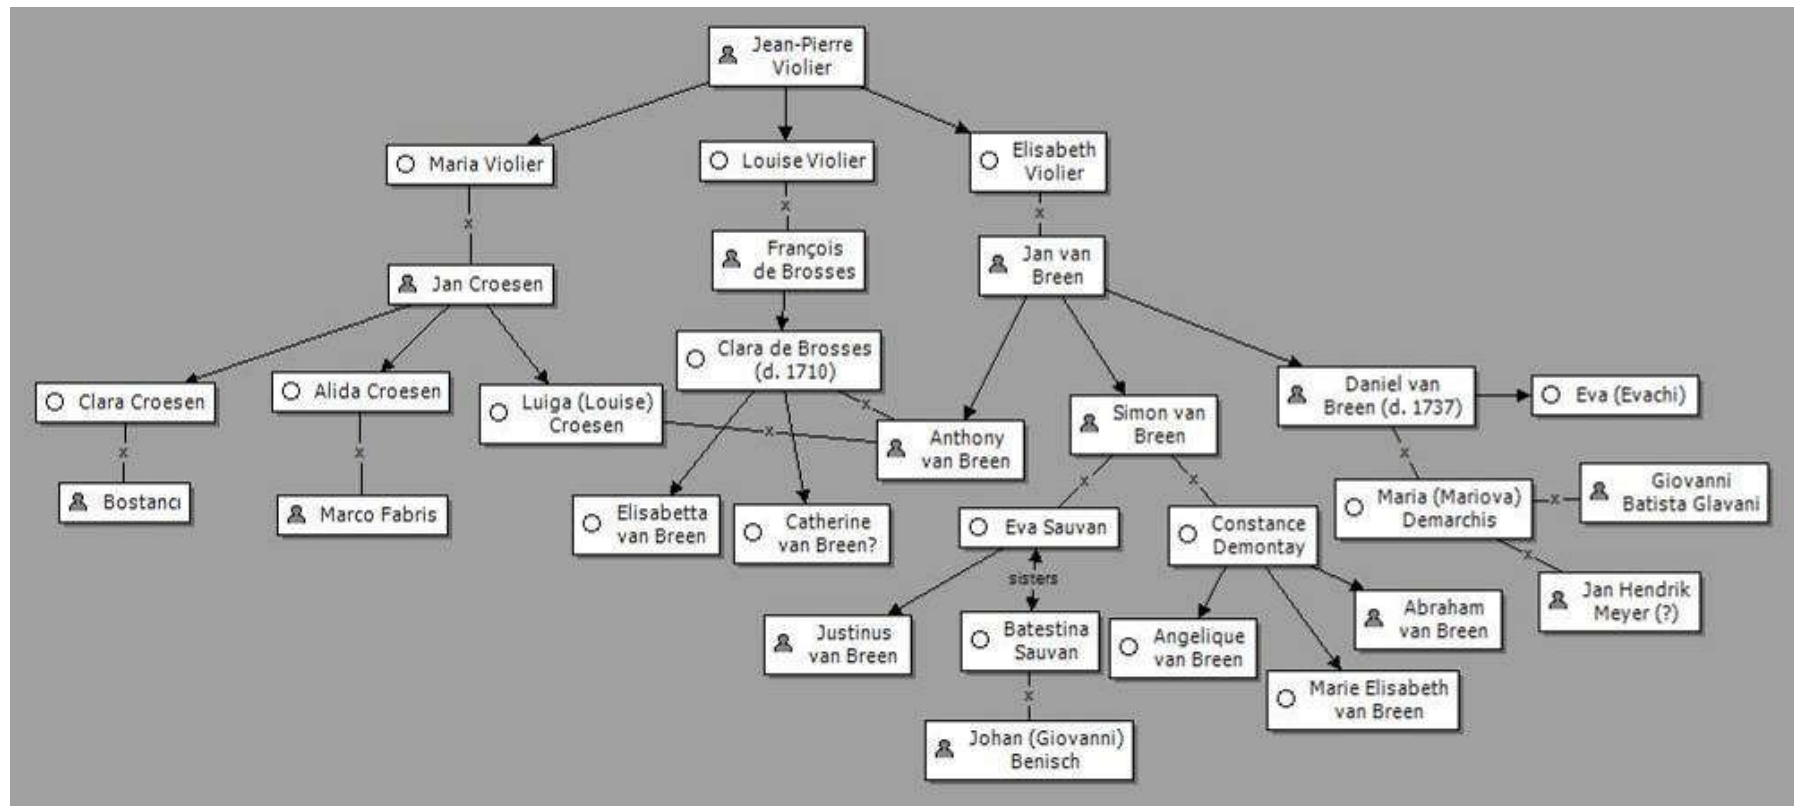 Jean-Pierre
Violier
Maria Violier
Louise Violier
Elisabeth
Violier
x
x
x
Jan Croesen
François
de Brosses
Jan van
Breen
Clara Croesen
Alida Croesen
Luiga (Louise)
Croesen
Clara de Brosses
(d. 1710)
x
x
Anthony
van Breen
Simon van
Breen
Daniel van
Breen (d. 1737)
Eva (Evachi)
x
x
x
x
x
Bostancı
Marco Fabris
Elisabetta
van Breen
Catherine
van Breen?
Eva Sauvan
Constance
Demontay
Maria (Mariova)
Demarchis
x
Giovanni
Batista Glavani
x
sisters
Jan Hendrik
Meyer (?)
Justinus
van Breen
Batestina
Sauvan
Angelique
van Breen
Abraham
van Breen
x
Marie Elisabeth
van Breen
Johan (Giovanni)
Benisch